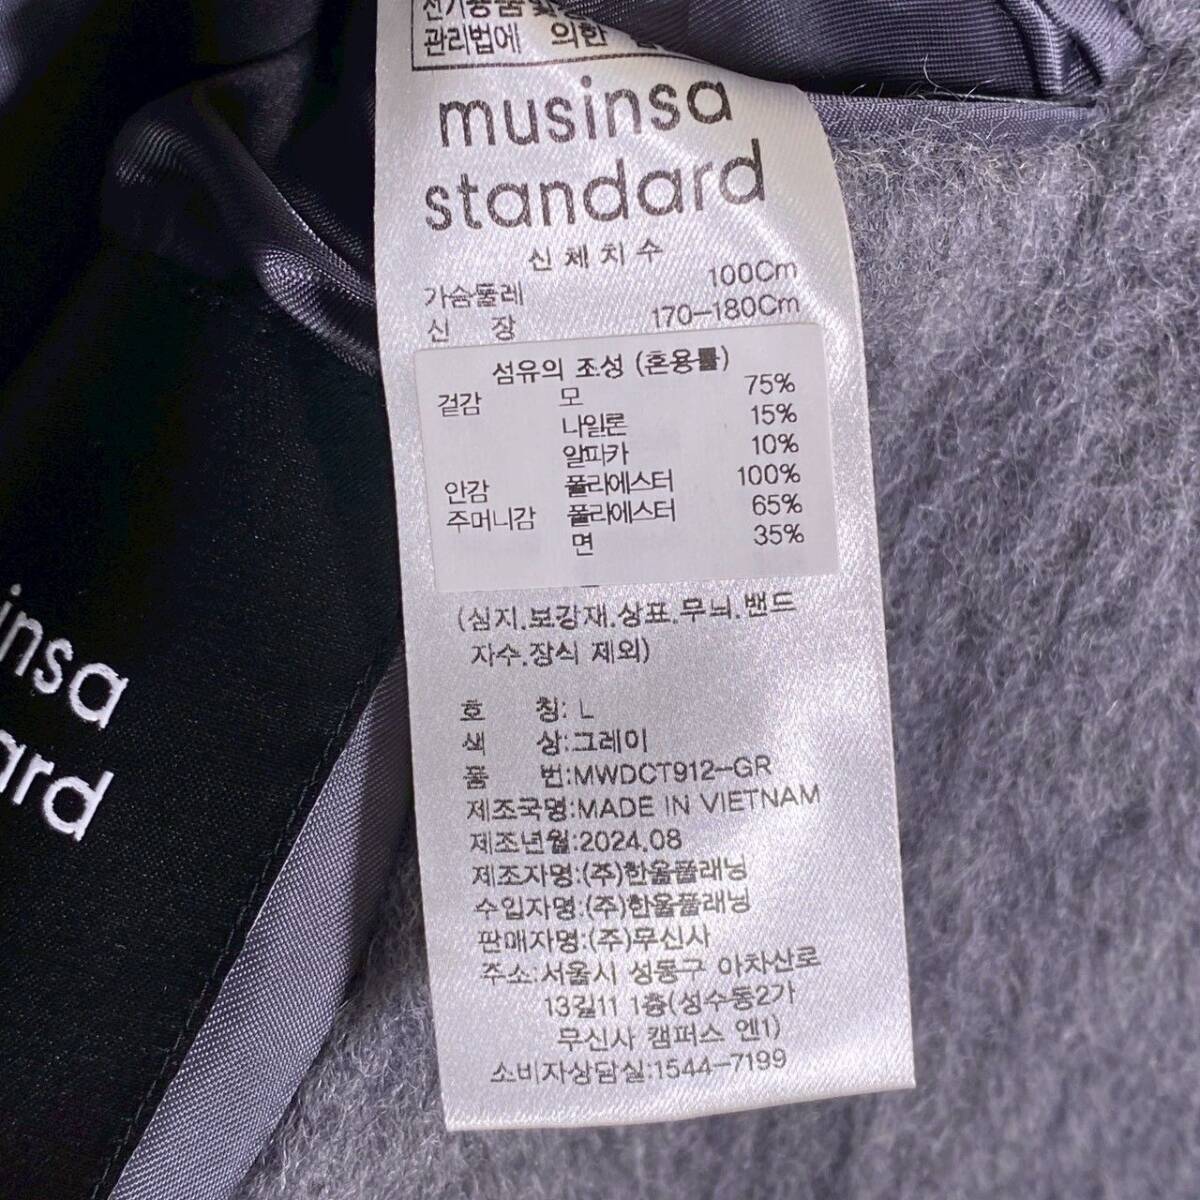 전기용품 및
관리법에 의한
musinsa
standard
신체치수
가슴둘레 100Cm
신 장 170-180Cm
섬유의 조성 (혼용률)
겉감 모 75%
나일론 15%
알파카 10%
안감 폴리에스터 100%
주머니감 폴리에스터 65%
면 35%
(심지.보강재.상표.무늬.밴드
자수.장식 제외)
호 칭: L
색 상:그레이
품 번:MWDCT912-GR
제조국명:MADE IN VIETNAM
제조년월:2024.08
제조자명:(주)한울플래닝
수입자명:(주)한울플래닝
판매자명:(주)무신사
주소:서울시 성동구 아차산로
13길11 1층(성수동2가
무신사 캠퍼스 엔1)
소비자상담실:1544-7199
insa
ard